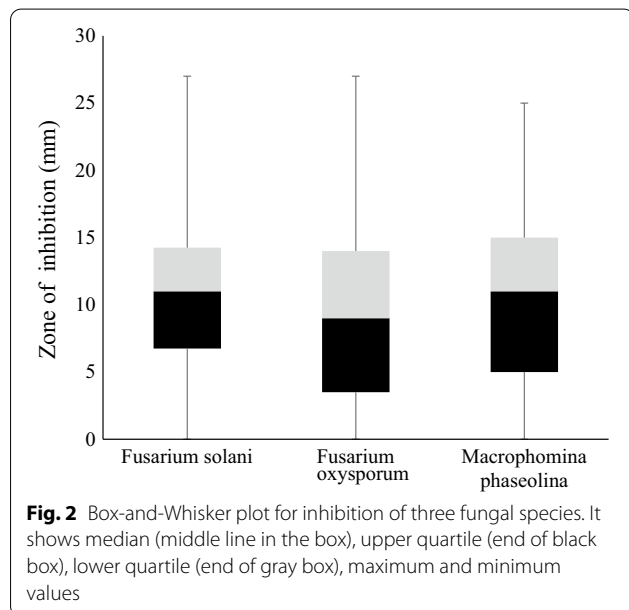 30
25
20
15
10
5
0
Zone of inhibition (mm)
Fusarium solani
Fusarium
oxysporum
Macrophomina
phaseolina
Fig. 2 Box-and-Whisker plot for inhibition of three fungal species. It
shows median (middle line in the box), upper quartile (end of black
box), lower quartile (end of gray box), maximum and minimum
values